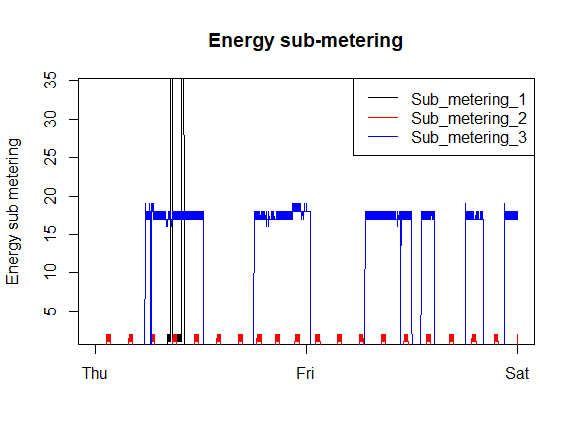 Energy sub-metering
Energy sub metering
35
30
25
20
15
10
5
Sub_metering_1
Sub_metering_2
Sub_metering_3
Thu
Fri
Sat